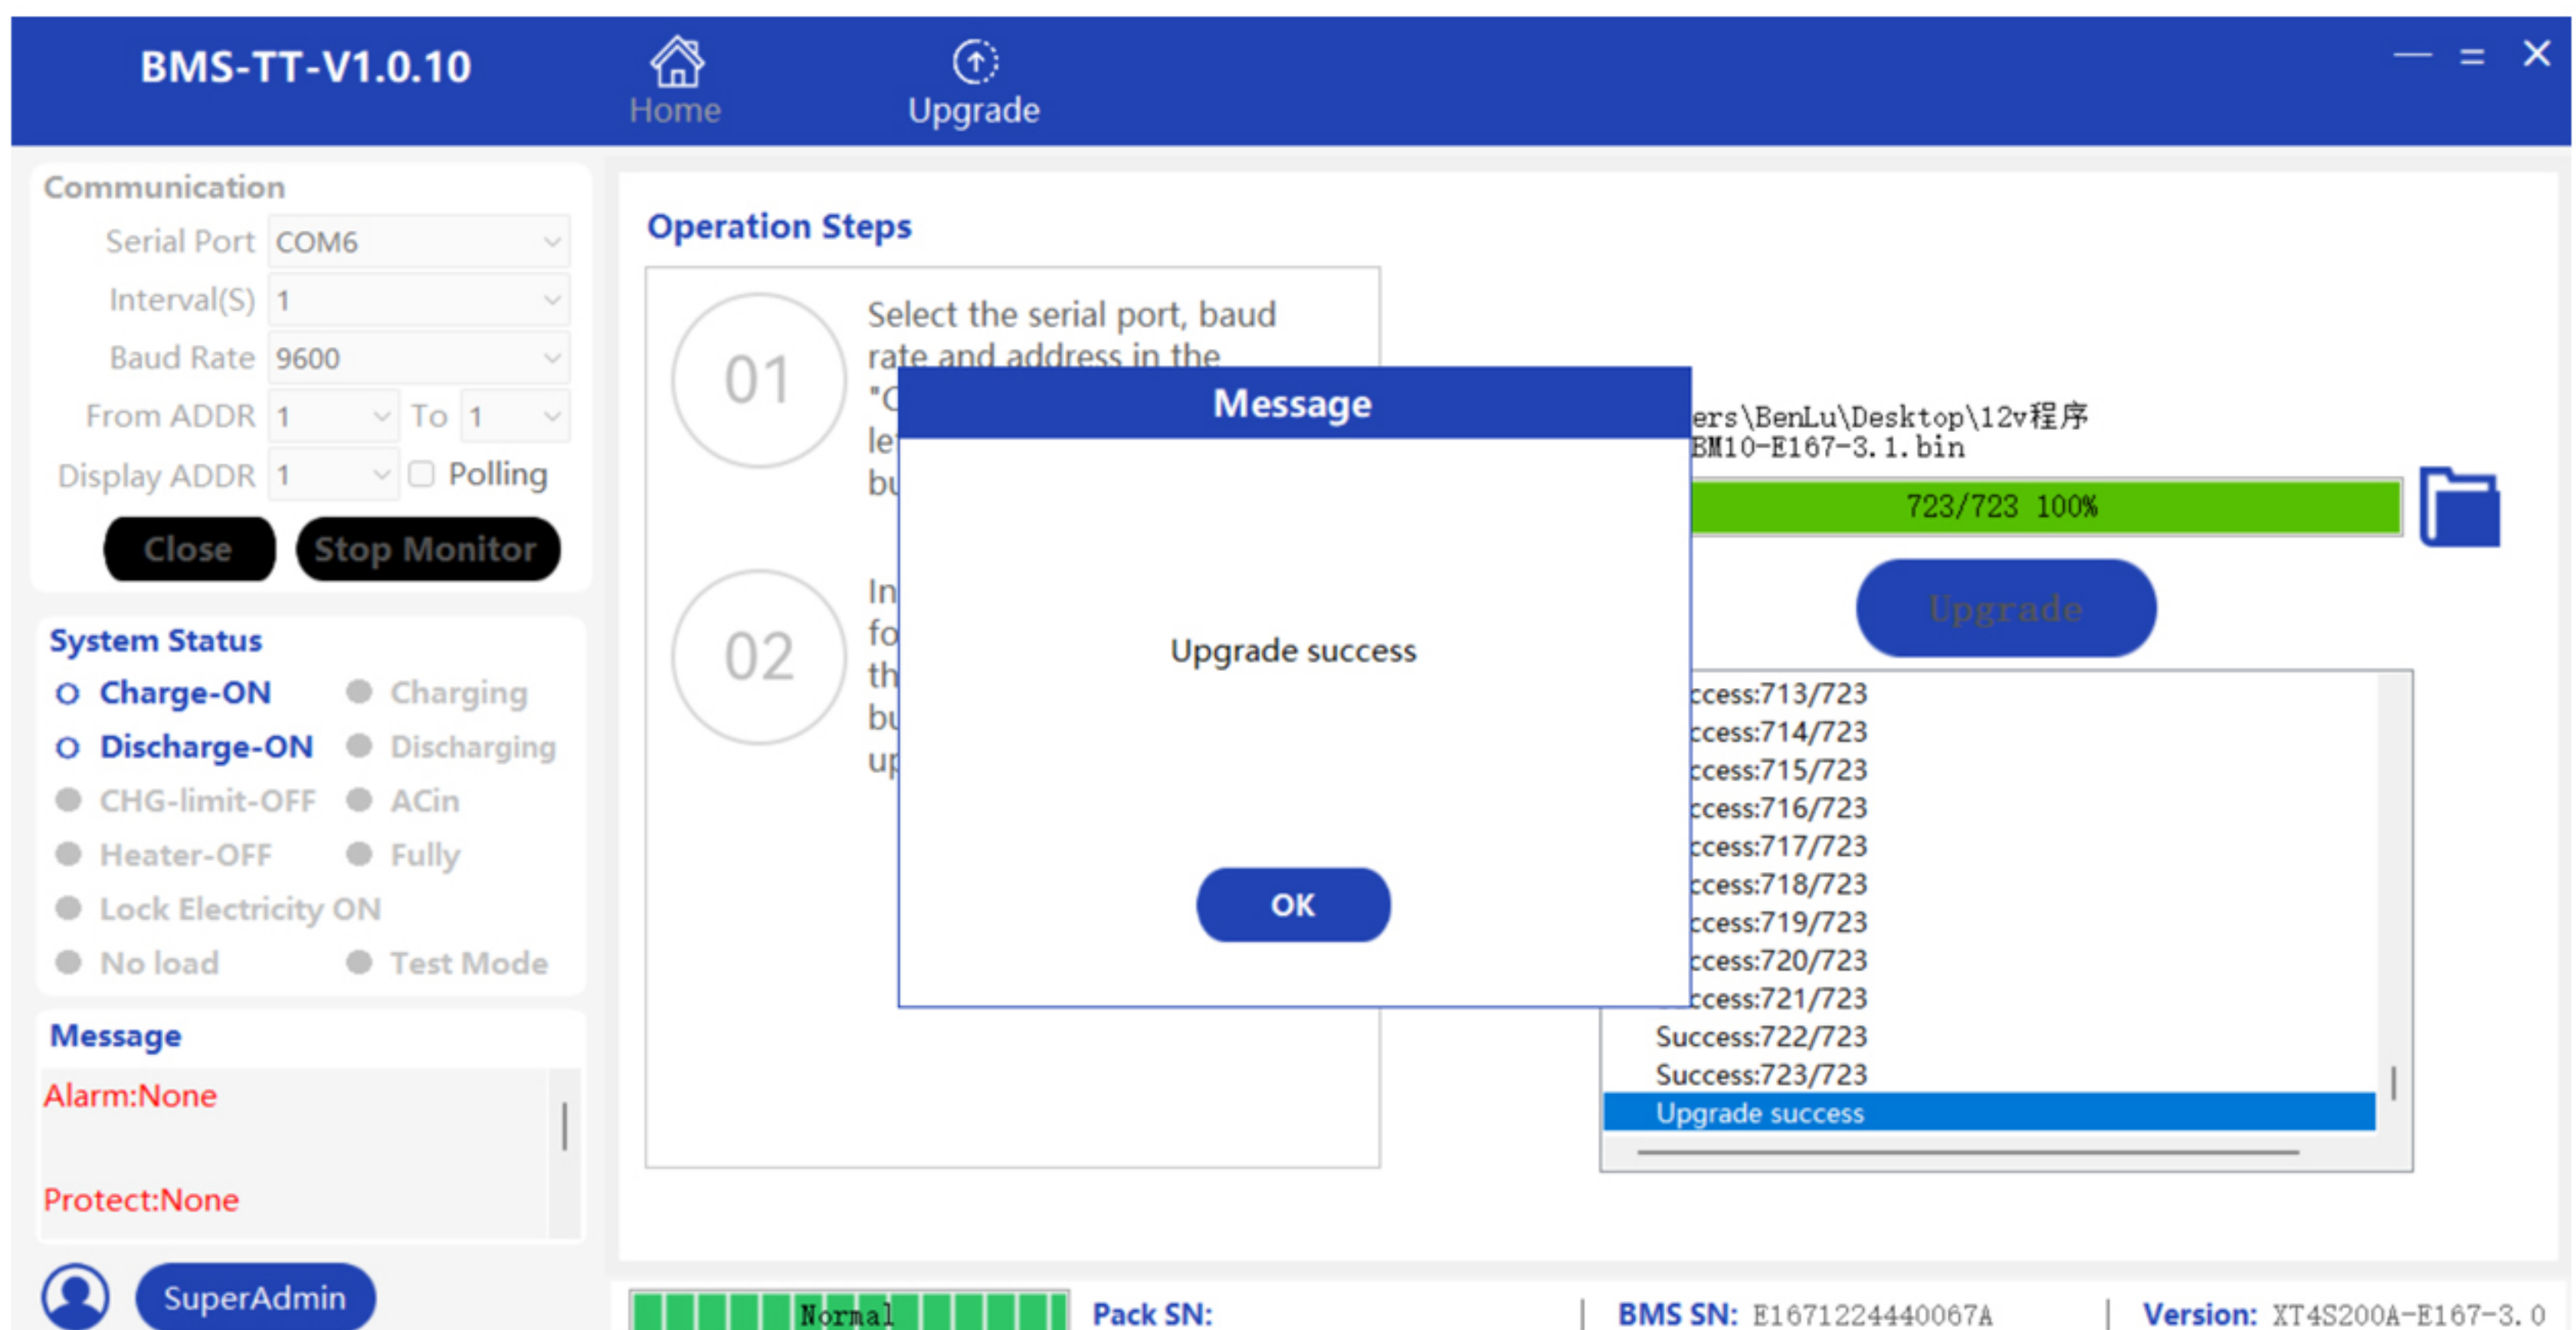 BMS-TT-V1.0.10
Home
Upgrade
Communication
Serial Port COM6
Interval(S) 1
Baud Rate 9600
From ADDR 1 To 1
Display ADDR 1 Polling
Close Stop Monitor
System Status
Charge-ON Charging
Discharge-ON Discharging
CHG-limit-OFF ACin
Heater-OFF Fully
Lock Electricity ON
No load Test Mode
Message
Alarm:None
Protect:None
SuperAdmin
Operation Steps
01
Select the serial port, baud
rate and address in the
02
In
Message
Upgrade success
OK
ers\BenLu\Desktop\12v程序
BM10-E167-3.1.bin
723/723 100%
Upgrade
ccess:713/723
ccess:714/723
ccess:715/723
ccess:716/723
ccess:717/723
ccess:718/723
ccess:719/723
ccess:720/723
ccess:721/723
Success:722/723
Success:723/723
Upgrade success
Normal
Pack SN:
BMS SN: E1671224440067A
Version: XT4S200A-E167-3.0